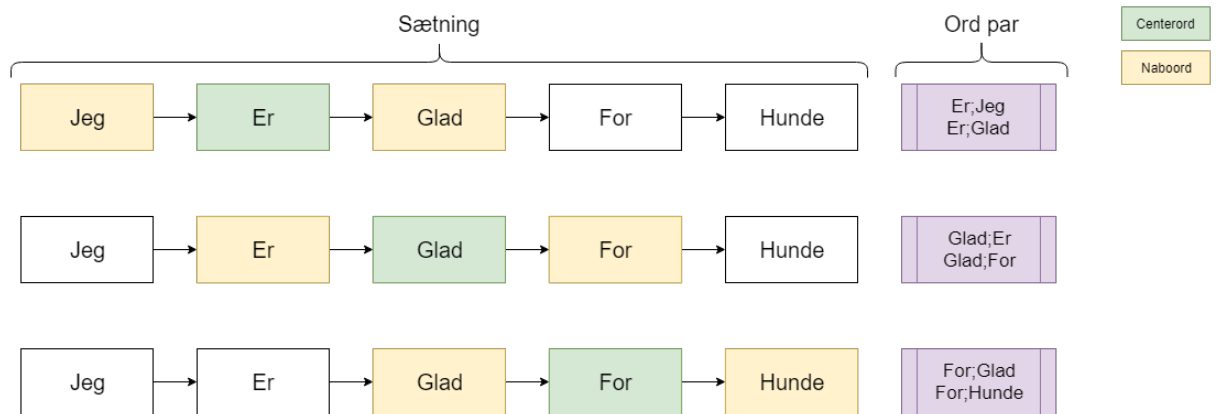 Sætning
Ord par
Centerord
Naboord
Jeg
Er
Glad
For
Hunde
Er;Jeg
Er;Glad
Jeg
Er
Glad
For
Hunde
Glad;Er
Glad;For
Jeg
Er
Glad
For
Hunde
For;Glad
For;Hunde